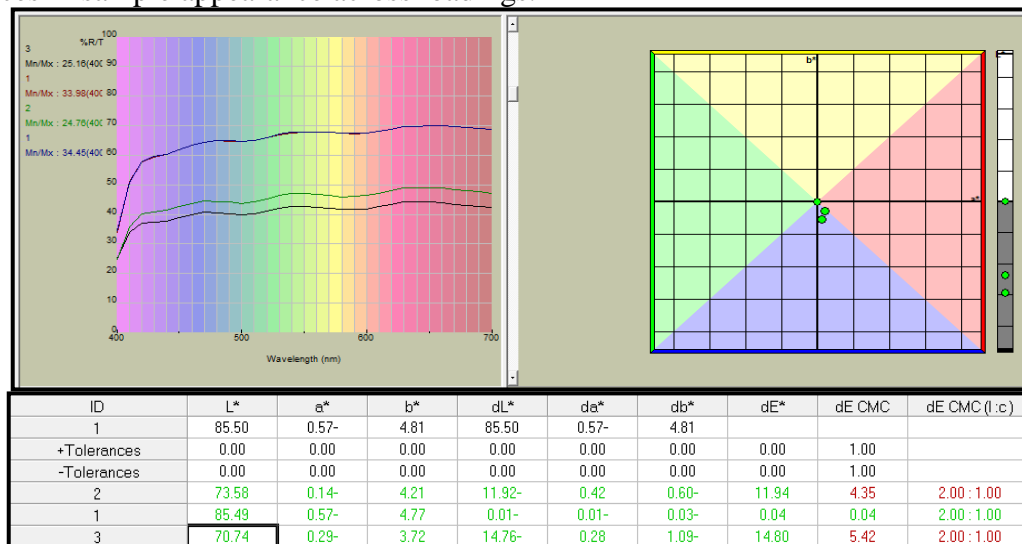 %R/T
100
3
Mn/Mx : 25.16(400
90
1
Mn/Mx : 33.98(400
80
2
Mn/Mx : 24.76(400
70
1
Mn/Mx : 34.45(400
60
50
40
30
20
10
0
400 500 600 700
Wavelength (nm)
b*
a*
ID L* a* b* dL* da* db* dE* dE CMC dE CMC (l:c)
1 85.50 0.57- 4.81 85.50 0.57- 4.81
+Tolerances 0.00 0.00 0.00 0.00 0.00 0.00 0.00 1.00
-Tolerances 0.00 0.00 0.00 0.00 0.00 0.00 0.00 1.00
2 73.58 0.14- 4.21 11.92- 0.42 0.60- 11.94 4.35 2.00 : 1.00
1 85.49 0.57- 4.77 0.01- 0.01- 0.03- 0.04 0.04 2.00 : 1.00
3 70.74 0.29- 3.72 14.76- 0.28 1.09- 14.80 5.42 2.00 : 1.00